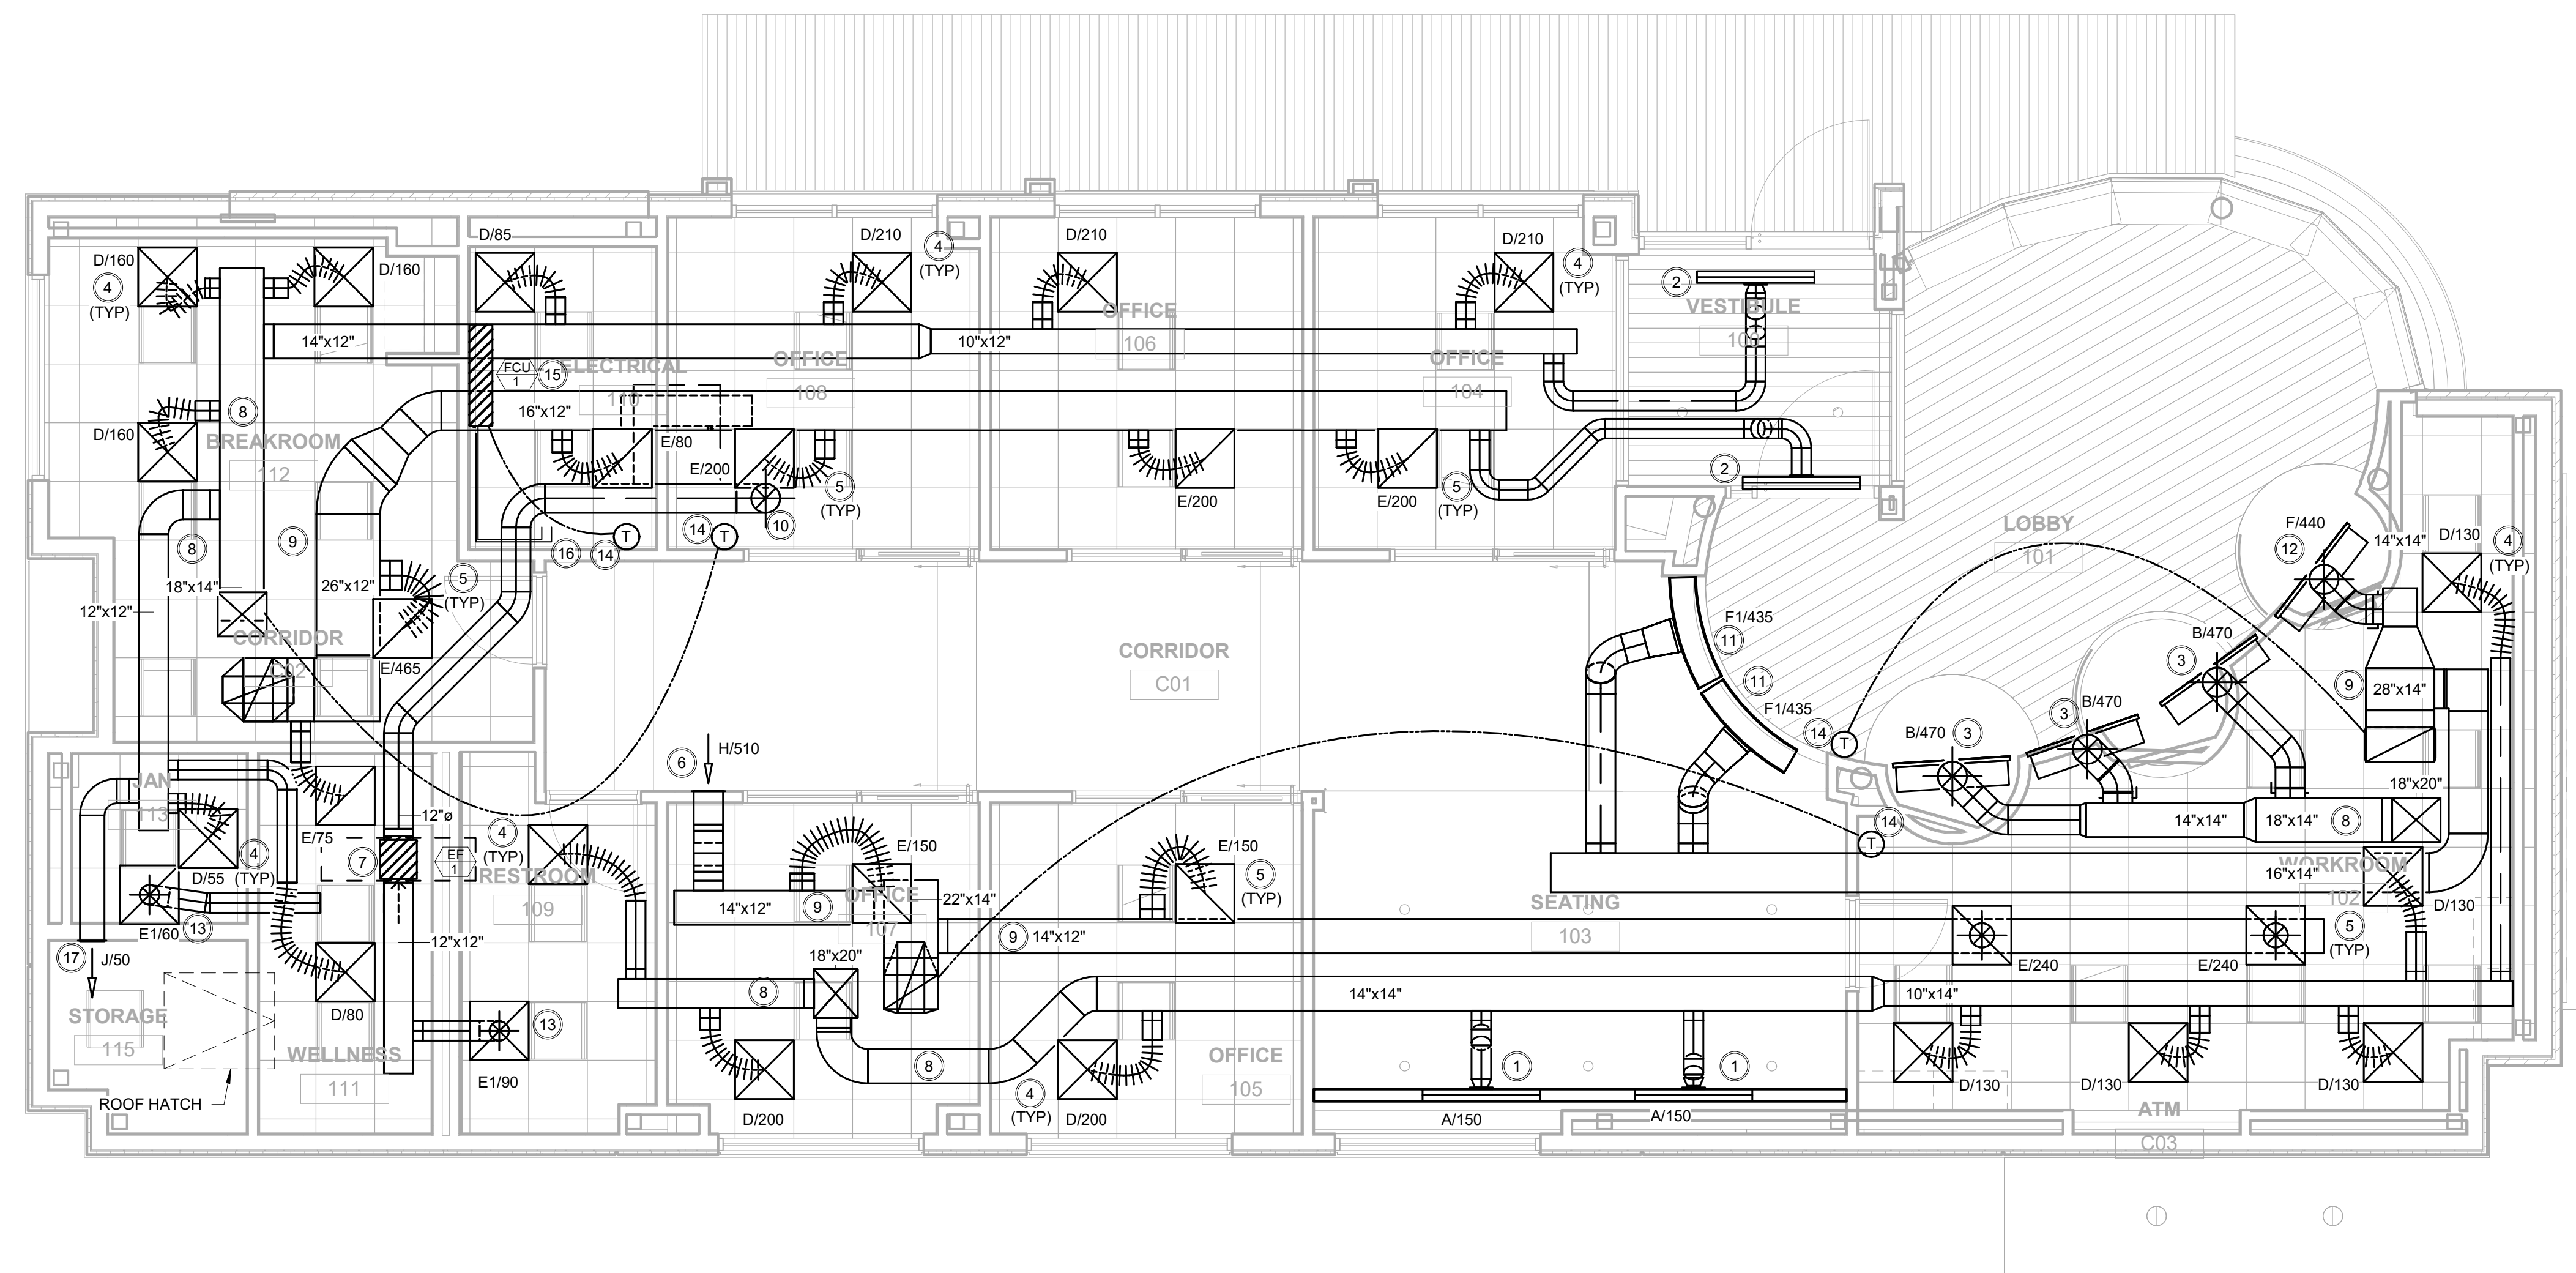 D/85
D/210
4
(TYP)
D/210
D/210
4
(TYP)
D/160
4
(TYP)
D/160
2
VESTIBULE
100
OFFICE
106
14"x12"
10"x12"
OFFICE
108
OFFICE
104
FCU
1
15
ELECTRICAL
110
16"x12"
8
D/160
BREAKROOM
112
E/80
E/200
5
(TYP)
E/200
E/200
5
(TYP)
2
10
14
T
16
14
T
8
9
LOBBY
101
F/440
12
14"x14"
D/130
4
(TYP)
18"x14"
26"x12"
5
(TYP)
12"x12"
CORRIDOR
C02
E/465
CORRIDOR
C01
F1/435
11
11
F1/435
B/470
3
B/470
3
B/470
3
9
28"x14"
14
T
6
H/510
18"x20"
14"x14"
18"x14"
8
14
T
JAN
113
12"ø
4
(TYP)
E/75
7
EF
1
D/55
4
(TYP)
RESTROOM
109
E/150
E/150
5
(TYP)
WORKROOM
102
16"x14"
D/130
OFFICE
107
14"x12"
9
22"x14"
SEATING
103
E1/60
13
12"x12"
9
14"x12"
5
(TYP)
E/240
E/240
17
J/50
18"x20"
8
14"x14"
10"x14"
D/80
STORAGE
115
13
WELLNESS
111
OFFICE
105
8
1
1
E1/90
4
(TYP)
D/130
D/130
D/130
ROOF HATCH
D/200
D/200
A/150
A/150
ATM
C03